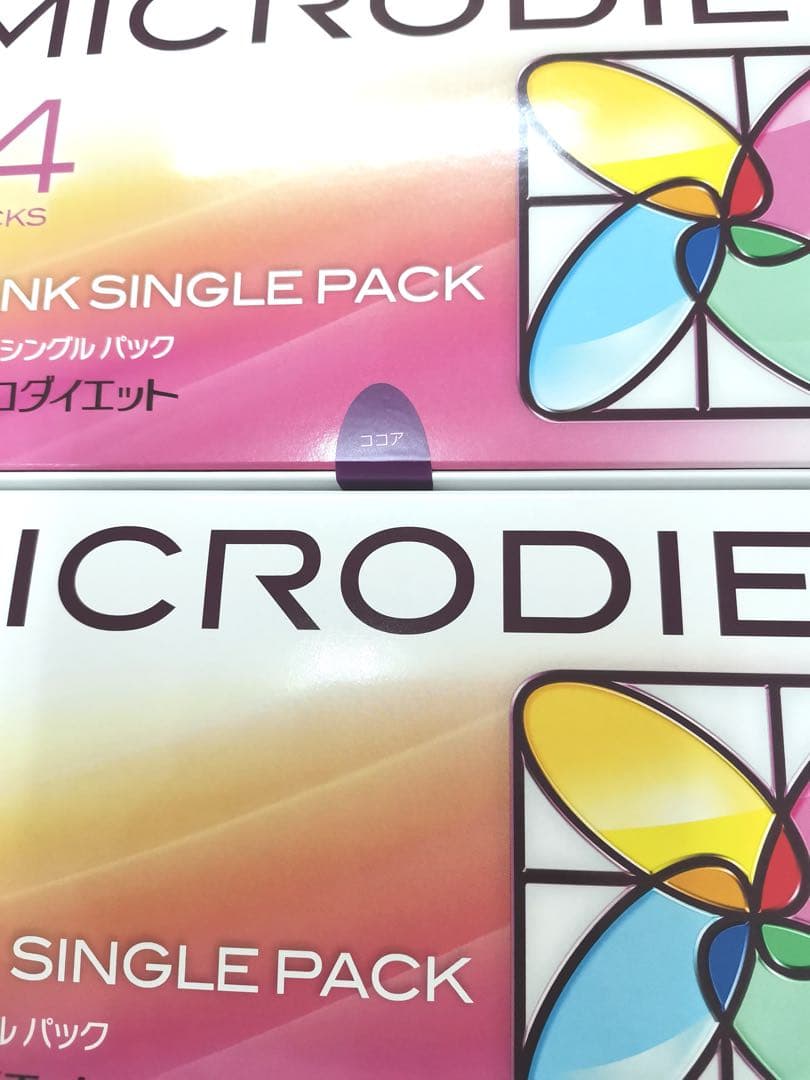 MICRODIE
4
CKS
NK SINGLE PACK
シングル パック
ロダイエット
ココア
MICRODIE
SINGLE PACK
ル パック